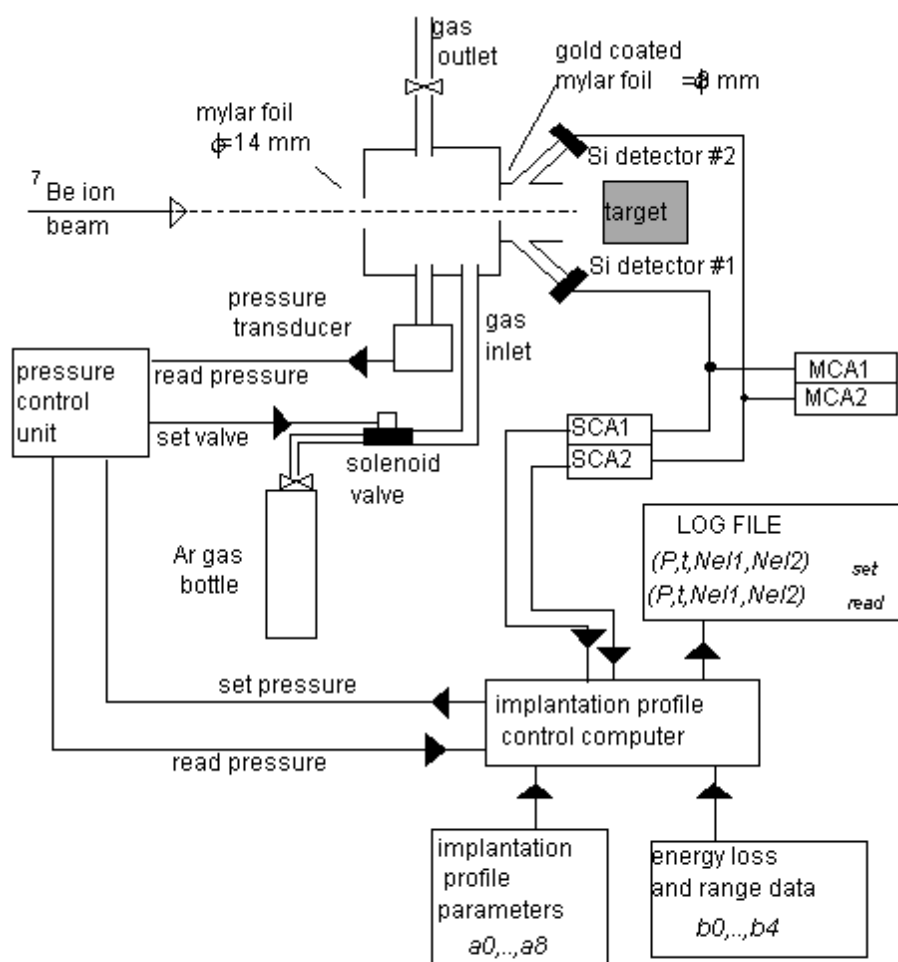 gas
outlet
gold coated
mylar foil =ϕ8 mm
mylar foil
ϕ=14 mm
Si detector #2
7
Be ion
beam
target
Si detector #1
pressure
transducer
gas
inlet
pressure
control
unit
read pressure
set valve
solenoid
valve
MCA1
MCA2
SCA1
SCA2
Ar gas
bottle
LOG FILE
(P,t,Nel1,Nel2) set
(P,t,Nel1,Nel2) read
set pressure
read pressure
implantation profile
control computer
implantation
profile
parameters
a0,..,a8
energy loss
and range data
b0,..,b4